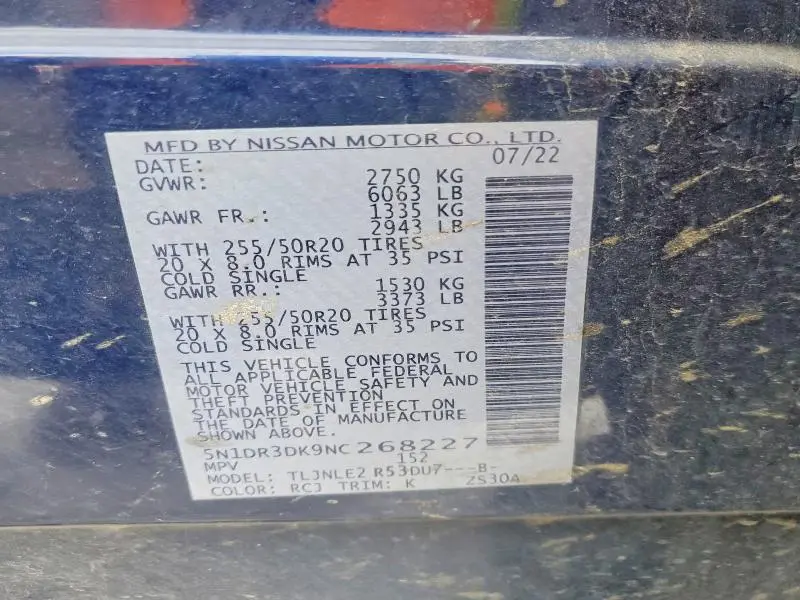 MFD BY NISSAN MOTOR CO., LTD.
DATE: 07/22
GVWR: 2750 KG
6063 LB
GAWR FR.: 1335 KG
2943 LB
WITH 255/50R20 TIRES
20 X 8.0 RIMS AT 35 PSI
COLD SINGLE
GAWR RR.: 1530 KG
3373 LB
WITH 255/50R20 TIRES
20 X 8.0 RIMS AT 35 PSI
COLD SINGLE
THIS VEHICLE CONFORMS TO
ALL APPLICABLE FEDERAL
MOTOR VEHICLE SAFETY AND
THEFT PREVENTION
STANDARDS IN EFFECT ON
THE DATE OF MANUFACTURE
SHOWN ABOVE.
5N1DR3DK9NC268227
MPV 152
MODEL: TLJNLE2 R53DU7---B-
COLOR: RCJ TRIM: K ZS30A